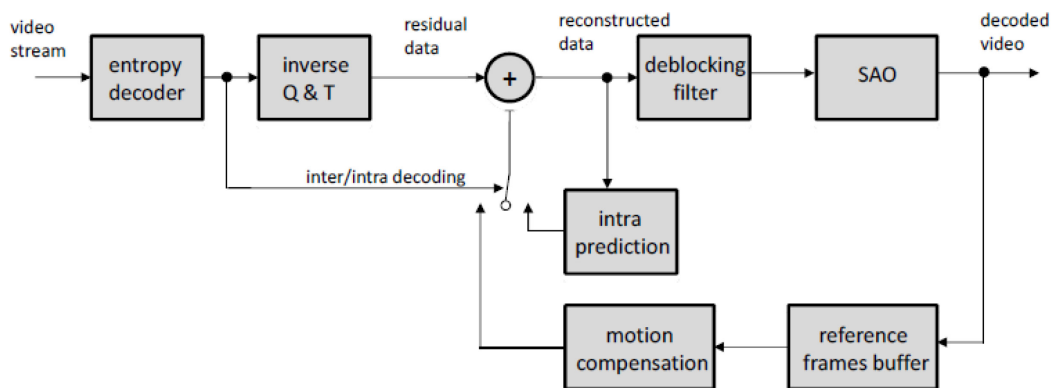 video
stream
residual
data
reconstructed
data
decoded
video
entropy
decoder
inverse
Q & T
+
deblocking
filter
SAO
inter/intra decoding
intra
prediction
motion
compensation
reference
frames buffer